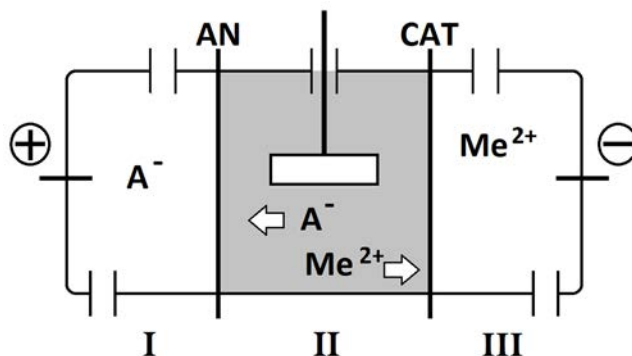 AN CAT
+ −
A⁻ Me²⁺
A⁻
Me²⁺
I II III